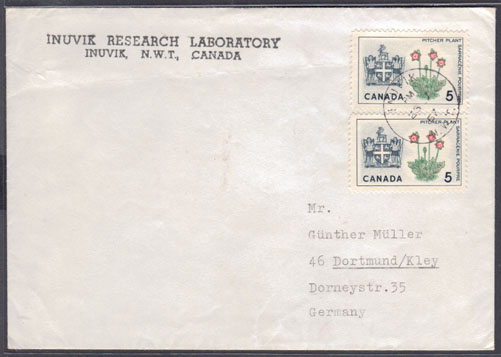 INUVIK RESEARCH LABORATORY
INUVIK, N.W.T., CANADA
PITCHER PLANT
SARRACÉNIE POURPRE
CANADA 5
PITCHER PLANT
SARRACÉNIE POURPRE
CANADA 5
Mr.
Günther Müller
46 Dortmund/Kley
Dorneystr.35
Germany